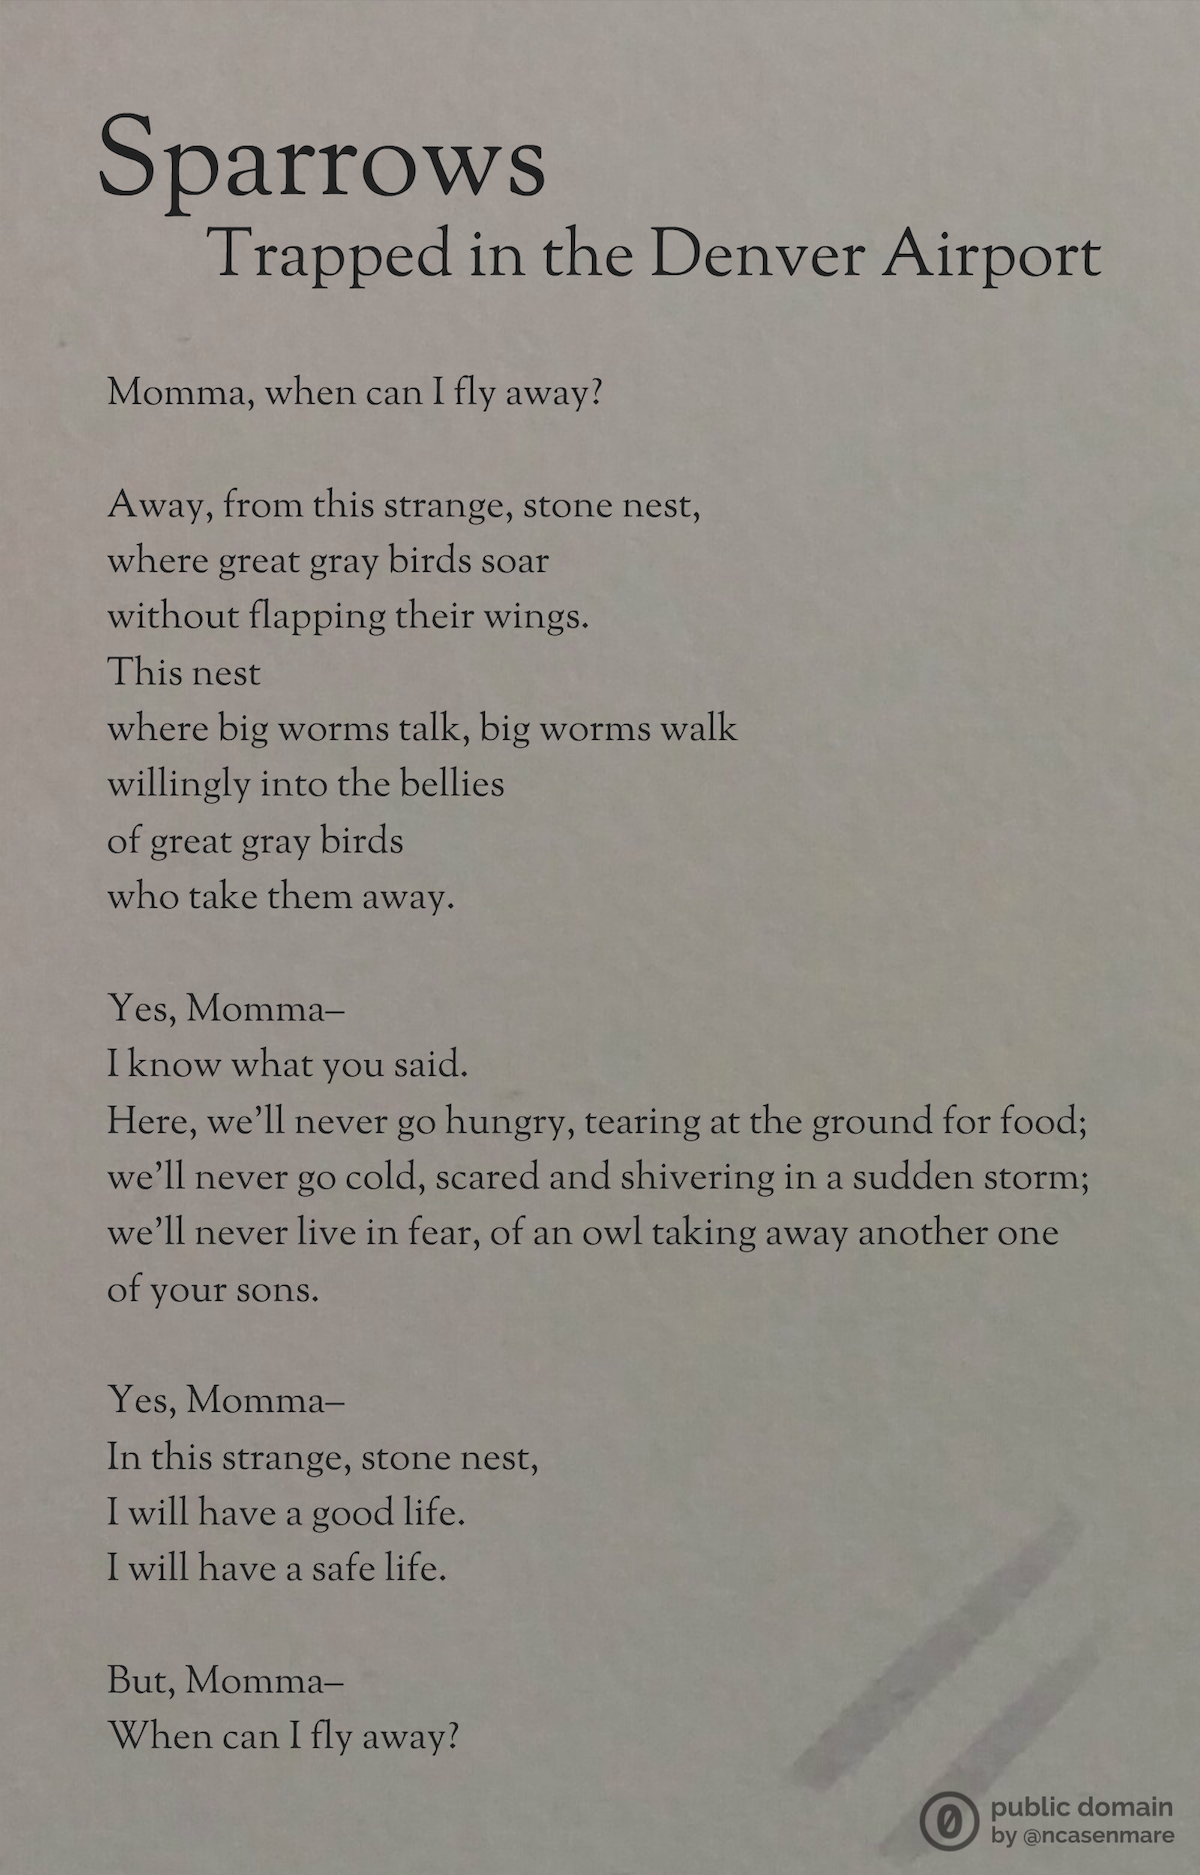 Sparrows
Trapped in the Denver Airport
Momma, when can I fly away?
Away, from this strange, stone nest,
where great gray birds soar
without flapping their wings.
This nest
where big worms talk, big worms walk
willingly into the bellies
of great gray birds
who take them away.
Yes, Momma–
I know what you said.
Here, we’ll never go hungry, tearing at the ground for food;
we’ll never go cold, scared and shivering in a sudden storm;
we’ll never live in fear, of an owl taking away another one
of your sons.
Yes, Momma–
In this strange, stone nest,
I will have a good life.
I will have a safe life.
But, Momma–
When can I fly away?
0 public domain
by @ncasenmare